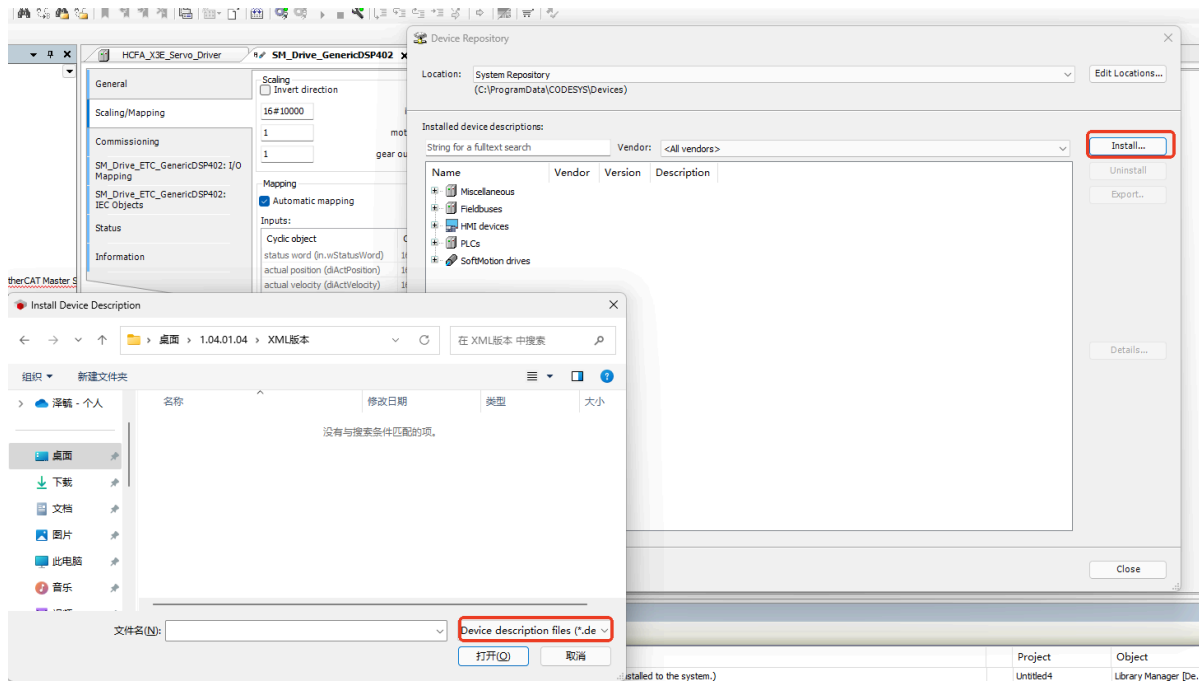 HCFA_X3E_Servo_Driver
SM_Drive_GenericDSP402
General
Scaling/Mapping
Commissioning
SM_Drive_ETC_GenericDSP402: I/O
Mapping
SM_Drive_ETC_GenericDSP402:
IEC Objects
Status
Information
Scaling
Invert direction
16#10000
1
mot
1
gear ou
Mapping
Automatic mapping
Inputs:
Cyclic object
status word (in.wStatusWord)
actual position (diActPosition)
actual velocity (diActVelocity)
therCAT Master S
Device Repository
Location:
System Repository
Edit Locations...
(C:\ProgramData\CODESYS\Devices)
Installed device descriptions:
String for a fulltext search
Vendor:
<All vendors>
Install...
Uninstall
Export..
Name
Vendor
Version
Description
Miscellaneous
Fieldbuses
HMI devices
PLCs
SoftMotion drives
Details...
Close
Install Device Description
桌面
1.04.01.04
XML版本
在 XML版本 中搜索
组织
新建文件夹
名称
修改日期
类型
大小
没有与搜索条件匹配的项。
泽毓 - 个人
桌面
下载
文档
图片
此电脑
音乐
文件名(N):
Device description files (*.de
打开(O)
取消
stalled to the system.)
Project
Object
Untitled4
Library Manager [De.